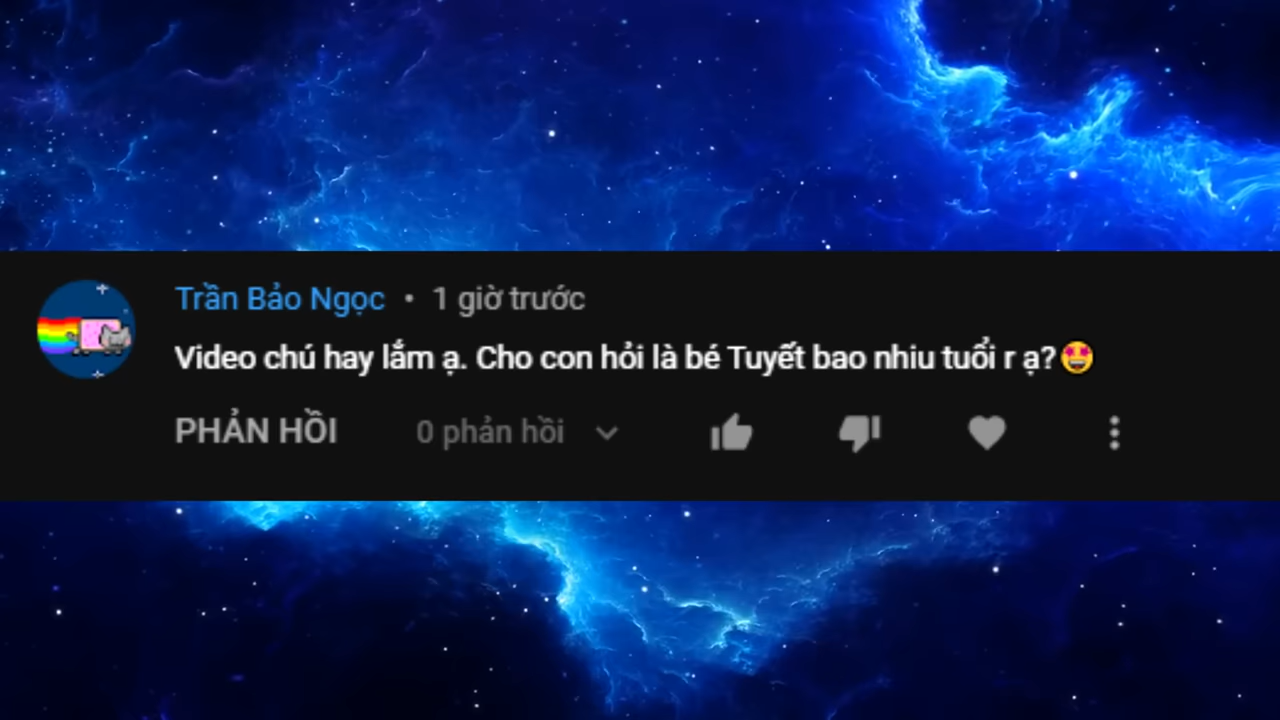 Trần Bảo Ngọc • 1 giờ trước
Video chú hay lắm ạ. Cho con hỏi là bé Tuyết bao nhiu tuổi r ạ?🤩
PHẢN HỒI 0 phản hồi